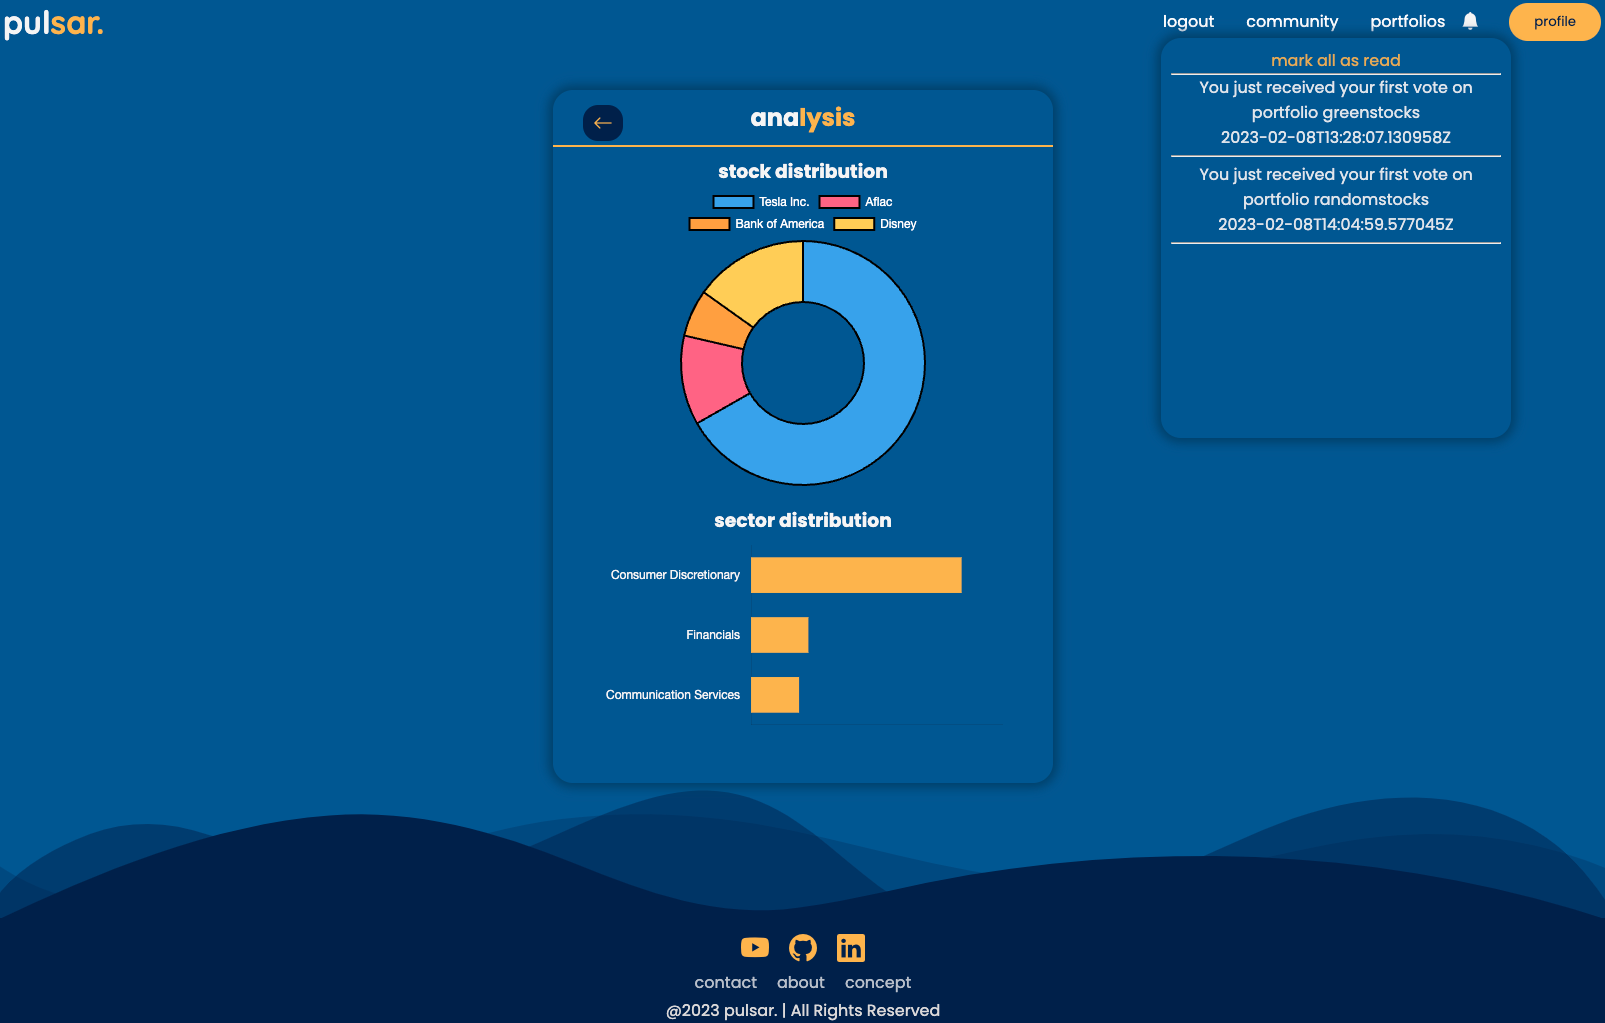 pulsar.
logout community portfolios profile
mark all as read
You just received your first vote on
portfolio greenstocks
2023-02-08T13:28:07.130958Z
You just received your first vote on
portfolio randomstocks
2023-02-08T14:04:59.577045Z
analysis
stock distribution
Tesla Inc. Aflac
Bank of America Disney
sector distribution
Consumer Discretionary
Financials
Communication Services
contact about concept
@2023 pulsar. | All Rights Reserved